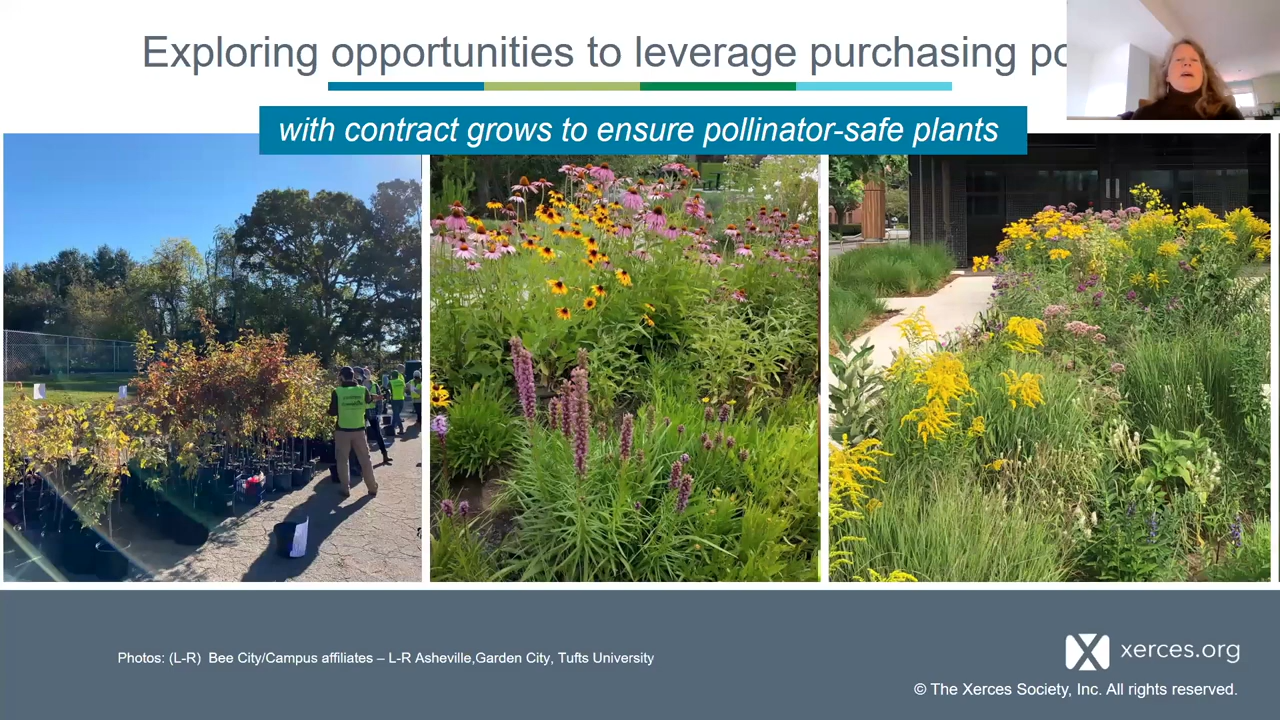 Exploring opportunities to leverage purchasing
with contract grows to ensure pollinator-safe plants
Photos: (L-R) Bee City/Campus affiliates – L-R Asheville,Garden City, Tufts University
xerces.org
© The Xerces Society, Inc. All rights reserved.